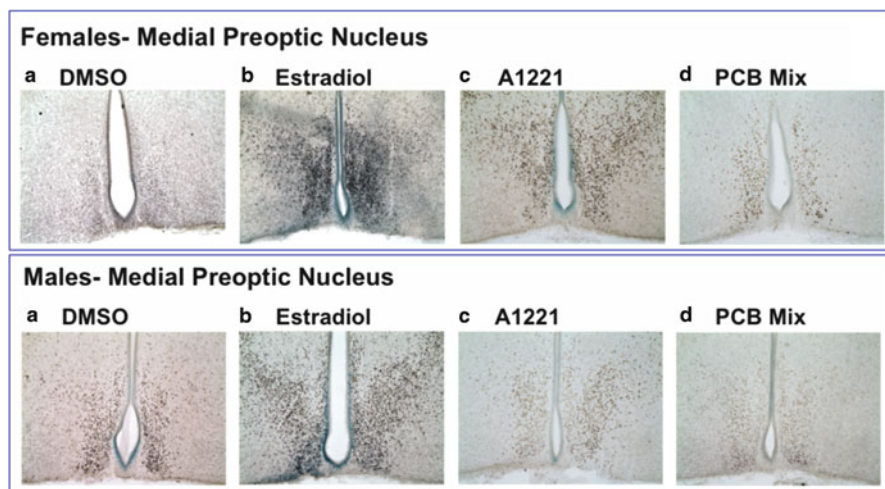 Females- Medial Preoptic Nucleus
a DMSO b Estradiol c A1221 d PCB Mix
Males- Medial Preoptic Nucleus
a DMSO b Estradiol c A1221 d PCB Mix